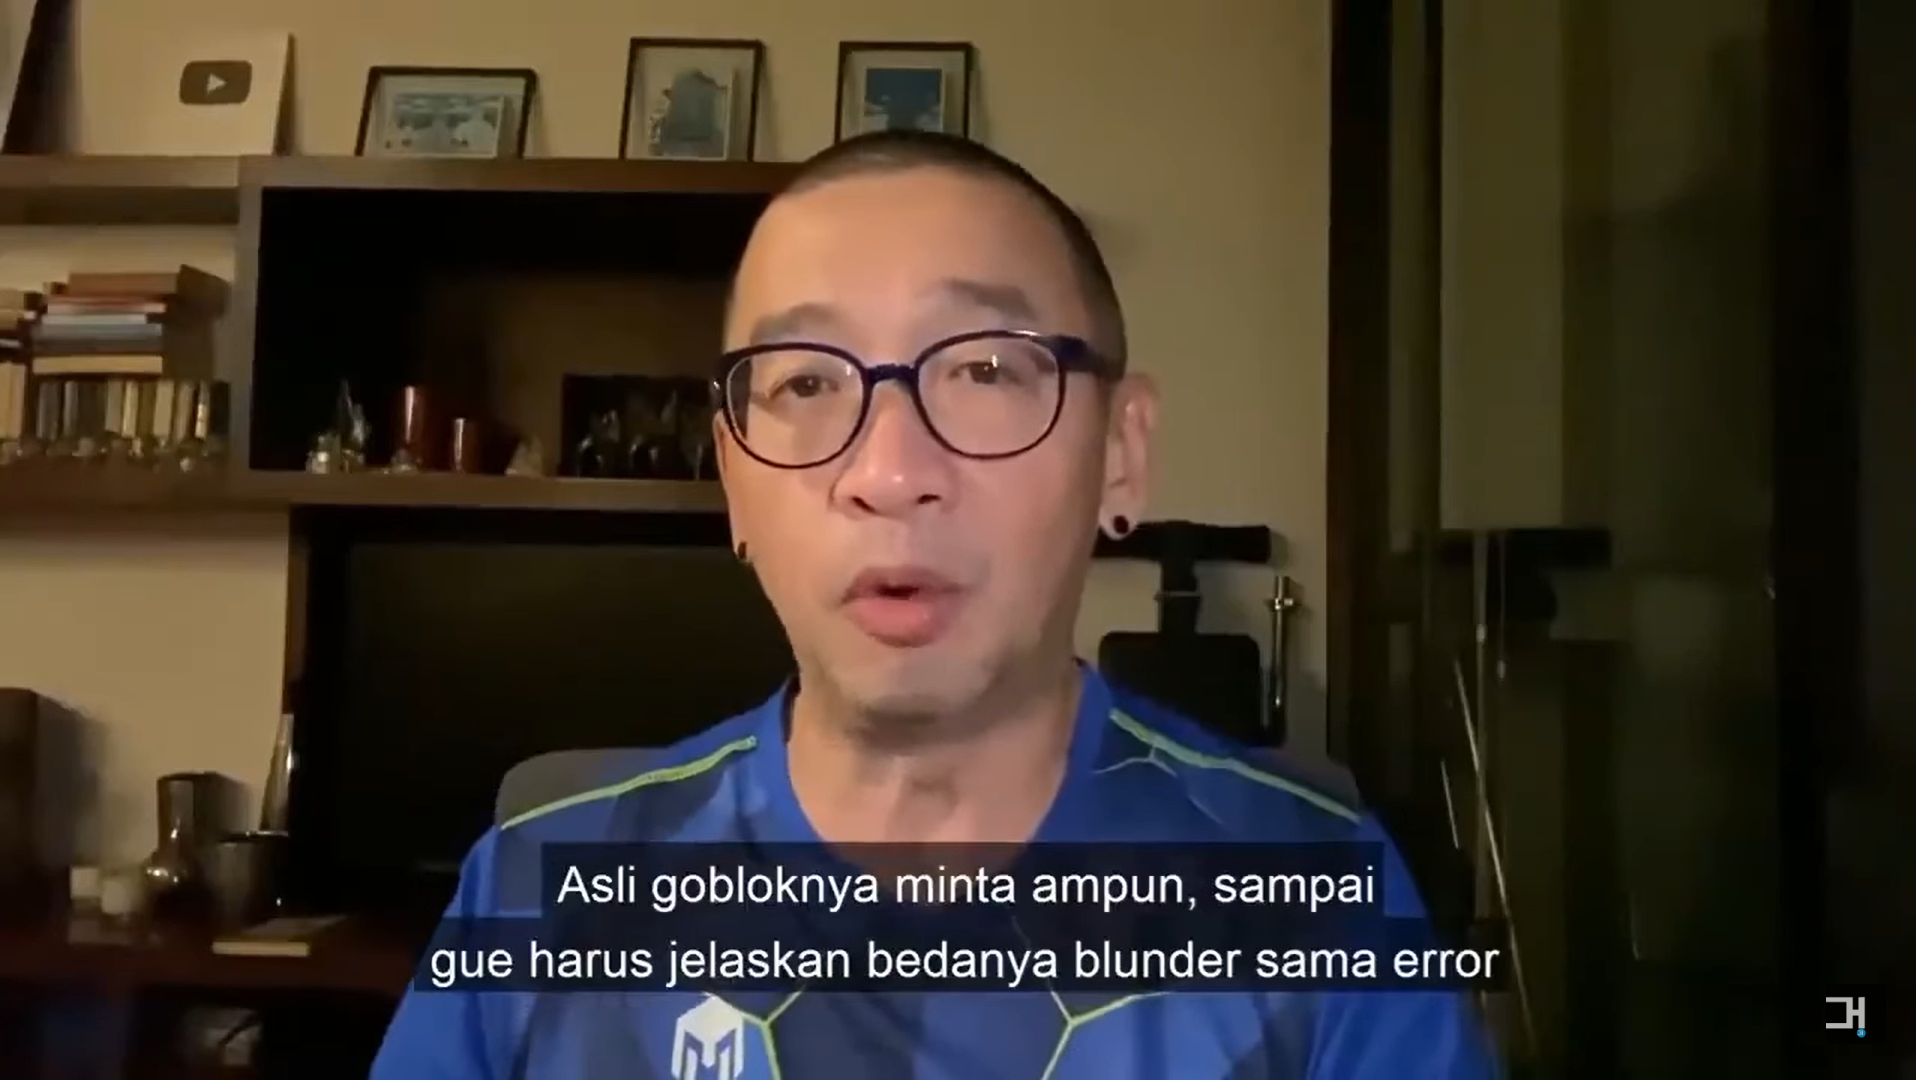 Asli gobloknya minta ampun, sampai
gue harus jelaskan bedanya blunder sama error